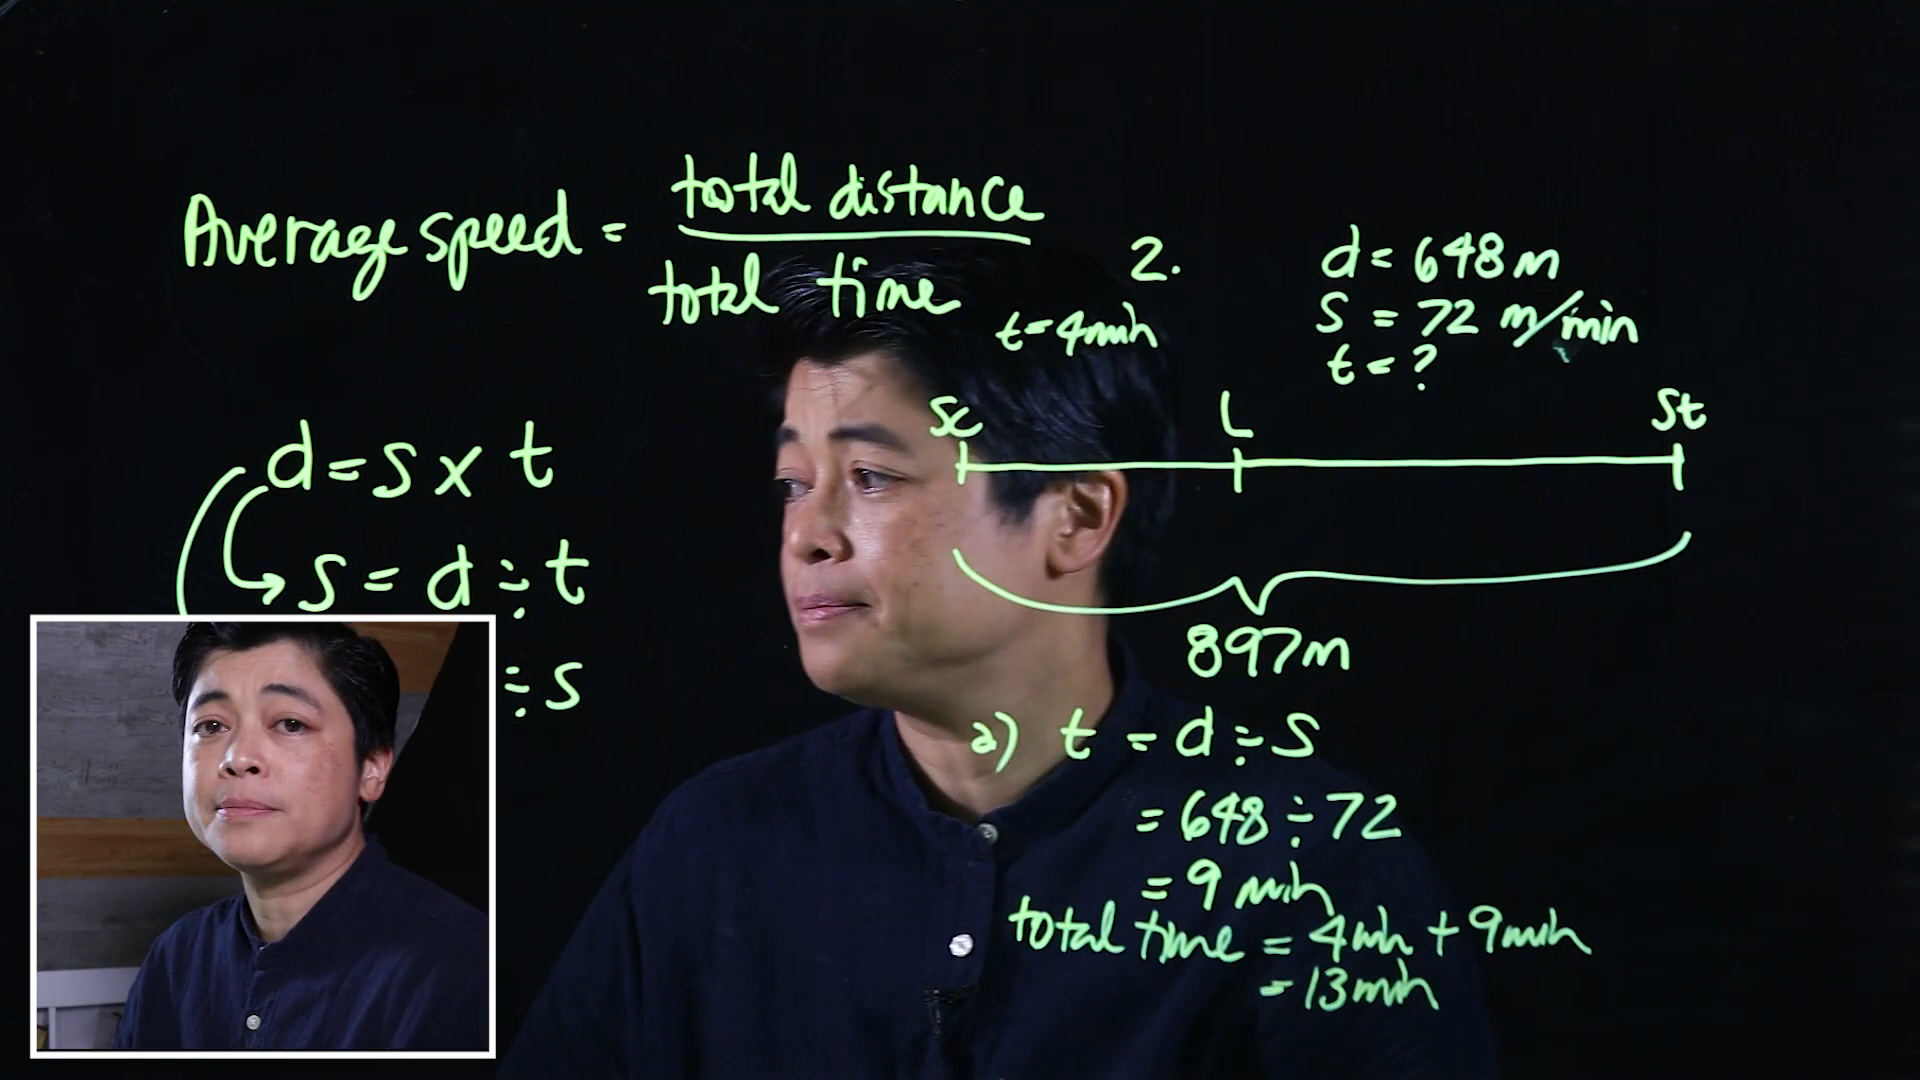 Average speed = total distance / total time
d = s x t
s = d ÷ t
÷ s
2.
d = 648 m
s = 72 m/min
t = ?
t = 4 min
Sc L St
897m
a) t = d ÷ s
= 648 ÷ 72
= 9 min
total time = 4 min + 9 min
= 13 min